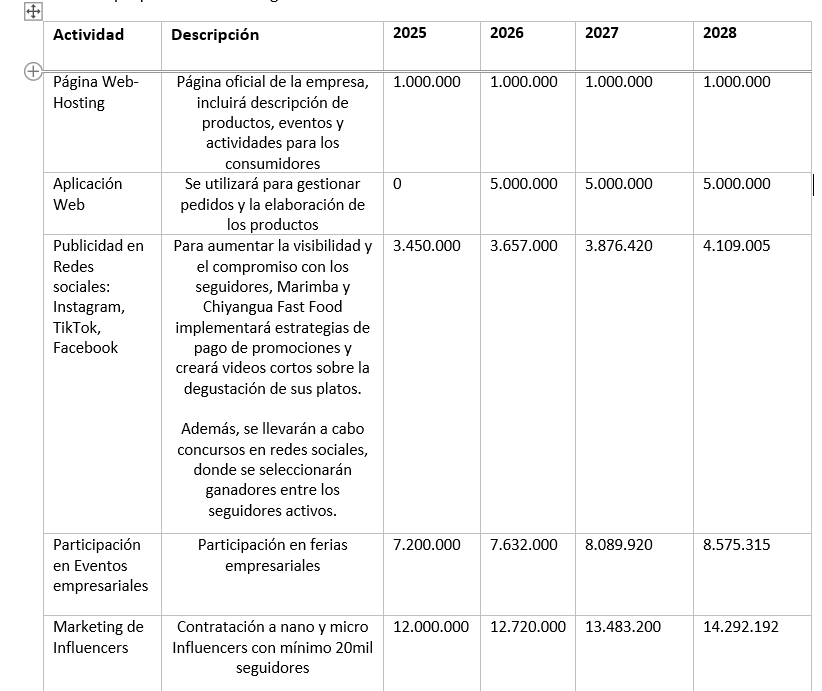 Actividad Descripción 2025 2026 2027 2028
Página Web- Página oficial de la empresa, 1.000.000 1.000.000 1.000.000 1.000.000
Hosting incluirá descripción de
productos, eventos y
actividades para los
consumidores
Aplicación Se utilizará para gestionar 0 5.000.000 5.000.000 5.000.000
Web pedidos y la elaboración de
los productos
Publicidad en Para aumentar la visibilidad y 3.450.000 3.657.000 3.876.420 4.109.005
Redes el compromiso con los
sociales: seguidores, Marimba y
Instagram, Chiyangua Fast Food
TikTok, implementará estrategias de
Facebook pago de promociones y
creará videos cortos sobre la
degustación de sus platos.
Además, se llevarán a cabo
concursos en redes sociales,
donde se seleccionarán
ganadores entre los
seguidores activos.
Participación Participación en ferias 7.200.000 7.632.000 8.089.920 8.575.315
en Eventos empresariales
empresariales
Marketing de Contratación a nano y micro 12.000.000 12.720.000 13.483.200 14.292.192
Influencers Influencers con mínimo 20mil
seguidores